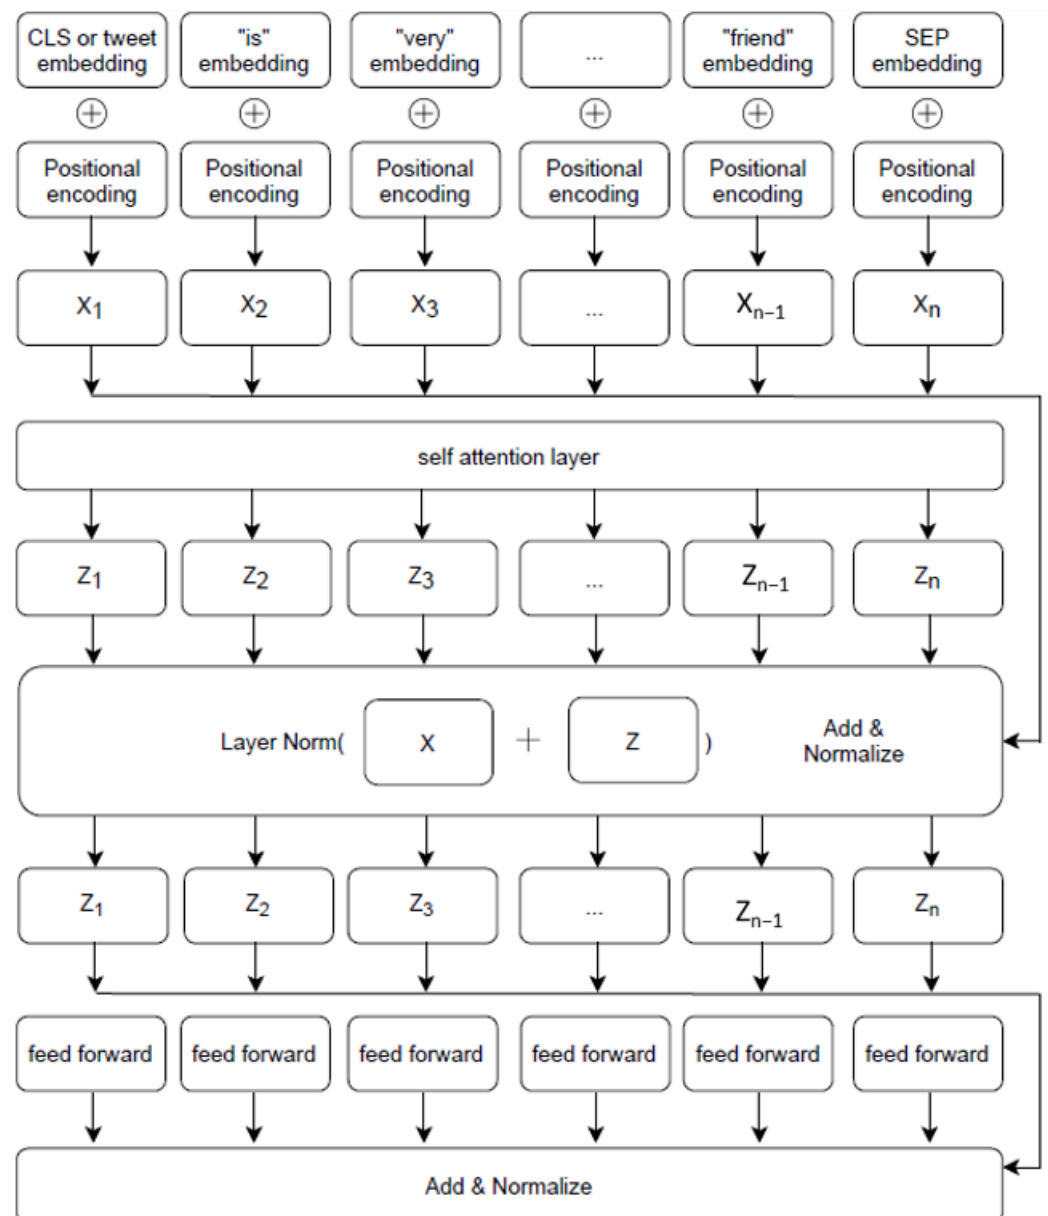 CLS or tweet
embedding
"is"
embedding
"very"
embedding
...
"friend"
embedding
SEP
embedding
+ + + + + +
Positional
encoding
Positional
encoding
Positional
encoding
Positional
encoding
Positional
encoding
Positional
encoding
X₁ X₂ X₃ ... Xₙ₋₁ Xₙ
self attention layer
Z₁ Z₂ Z₃ ... Zₙ₋₁ Zₙ
Layer Norm( X + Z )
Add &
Normalize
Z₁ Z₂ Z₃ ... Zₙ₋₁ Zₙ
feed forward feed forward feed forward feed forward feed forward feed forward
Add & Normalize